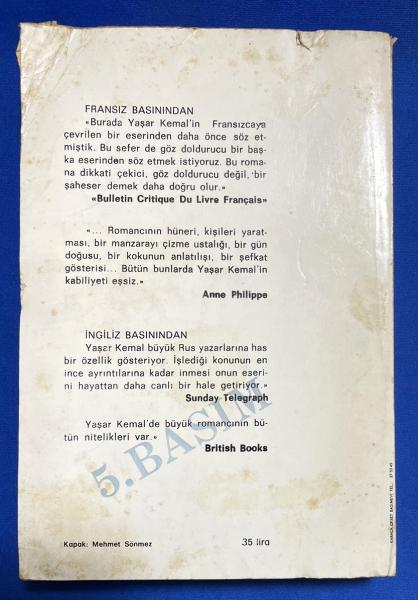 FRANSIZ BASININDAN
«Burada Yaşar Kemal'in Fransızcaya
çevrilen bir eserinden daha önce söz et-
miştik. Bu sefer de göz doldurucu bir baş-
ka eserinden söz etmek istiyoruz. Bu roma-
na dikkati çekici, göz doldurucu değil, bir
şaheser demek daha doğru olur.»
«Bulletin Critique Du Livre Français»
«... Romancının hüneri, kişileri yarat-
ması, bir manzarayı çizme ustalığı, bir gün
doğusu, bir kokunun anlatılışı, bir şefkat
gösterisi... Bütün bunlarda Yaşar Kemal'in
kabiliyeti eşsiz.»
Anne Philippe
İNGİLİZ BASININDAN
Yaşar Kemal büyük Rus yazarlarına has
bir özellik gösteriyor. İşlediği konunun en
ince ayrıntılarına kadar inmesi onun eseri-
ni hayattan daha canlı bir hale getiriyor.»
Sunday Telegraph
Yaşar Kemal'de büyük romancının bü-
tün nitelikleri var.»
British Books
5.BASIM
Kapak: Mehmet Sönmez
35 lira